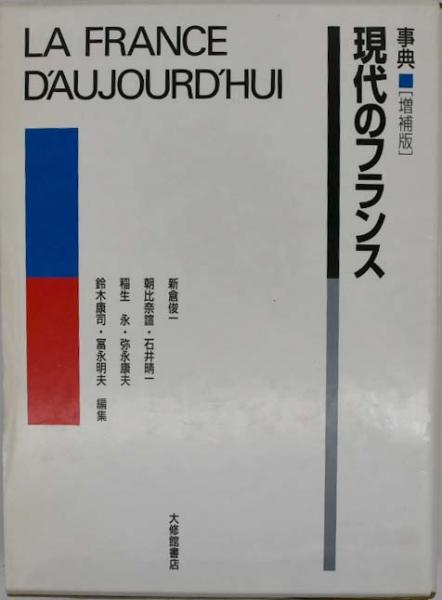 LA FRANCE
D'AUJOURD'HUI
事典■[増補版]
現代のフランス
新倉俊一
朝比奈誼・石井晴一
稲生 永・弥永康夫
鈴木康司・冨永明夫 編集
大修館書店